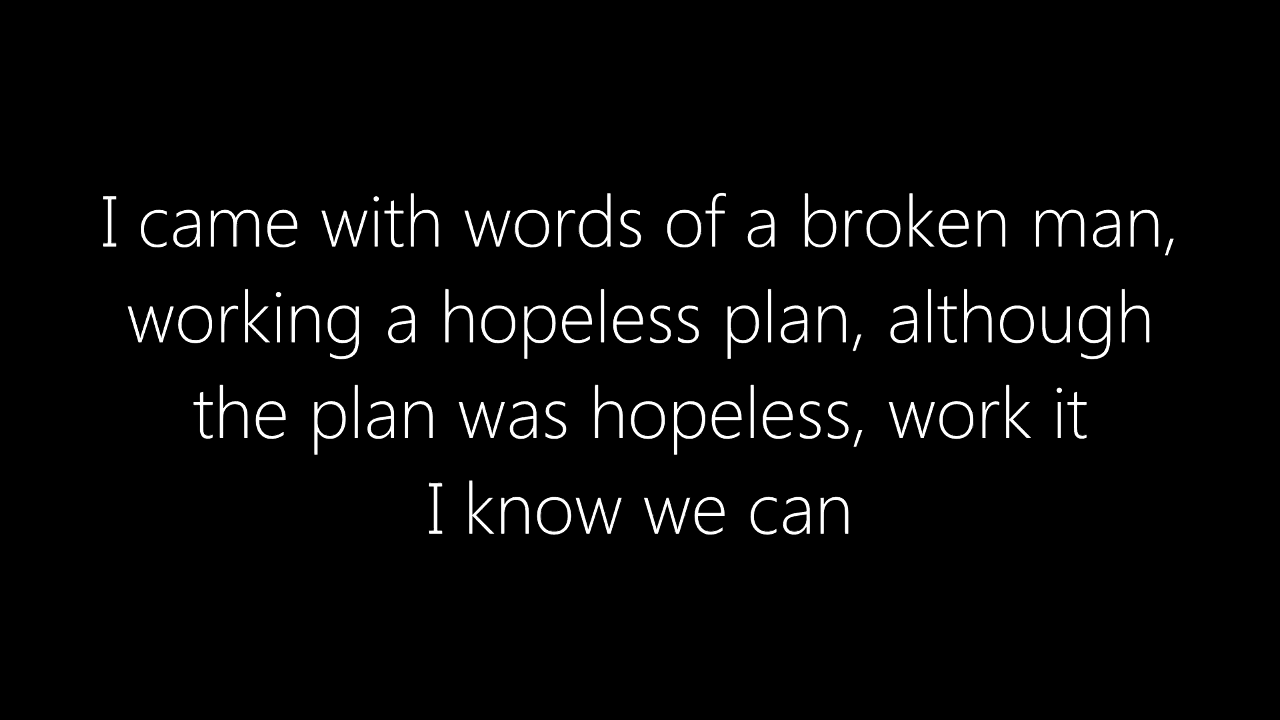 I came with words of a broken man,
working a hopeless plan, although
the plan was hopeless, work it
I know we can